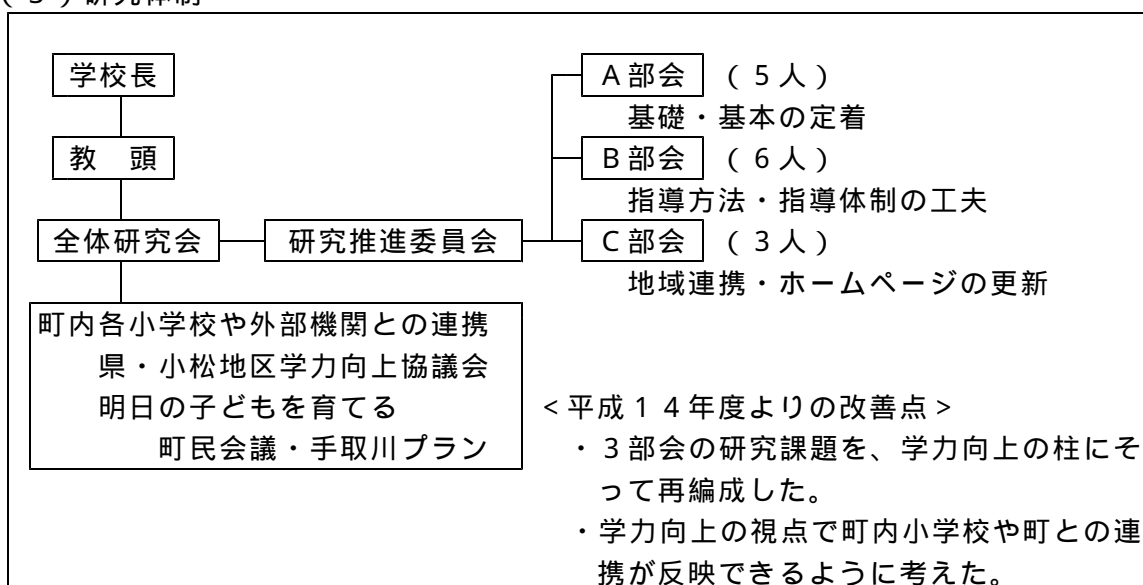 （３）研究体制
学校長
教　頭
全体研究会
研究推進委員会
Ａ部会（５人）
基礎・基本の定着
Ｂ部会（６人）
指導方法・指導体制の工夫
Ｃ部会（３人）
地域連携・ホームページの更新
町内各小学校や外部機関との連携
県・小松地区学力向上協議会
明日の子どもを育てる
町民会議・手取川プラン
＜平成１４年度よりの改善点＞
・３部会の研究課題を、学力向上の柱にそ
って再編成した。
・学力向上の視点で町内小学校や町との連
携が反映できるように考えた。